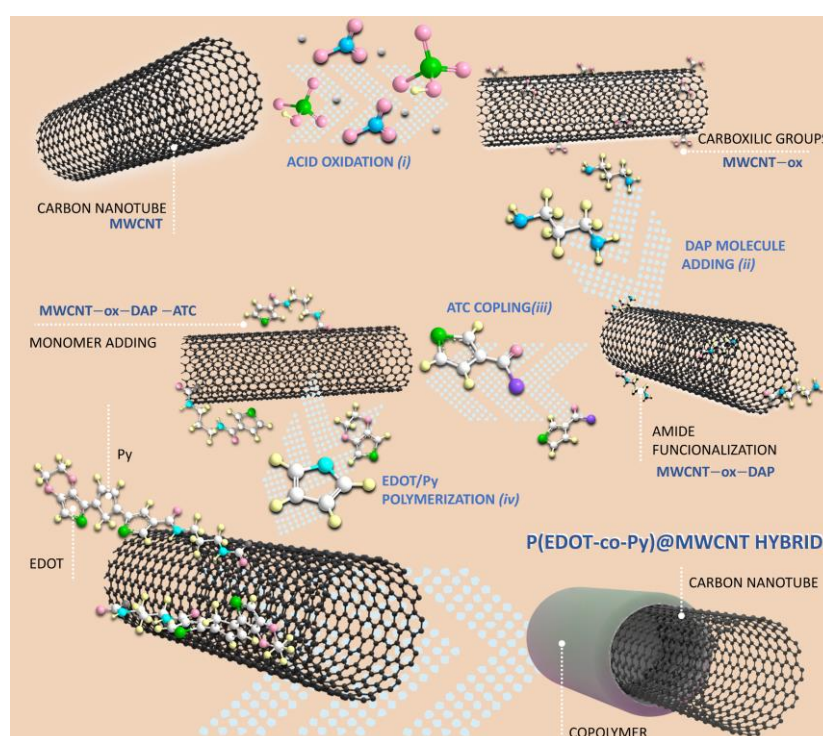 ACID OXIDATION (i)
CARBON NANOTUBE
MWCNT
CARBOXILIC GROUPS
MWCNT−ox
DAP MOLECULE
ADDING (ii)
MWCNT−ox−DAP −ATC
MONOMER ADDING
ATC COPLING(iii)
AMIDE
FUNCIONALIZATION
MWCNT−ox−DAP
Py
EDOT/Py
POLYMERIZATION (iv)
EDOT
P(EDOT-co-Py)@MWCNT HYBRID
CARBON NANOTUBE
COPOLYMER